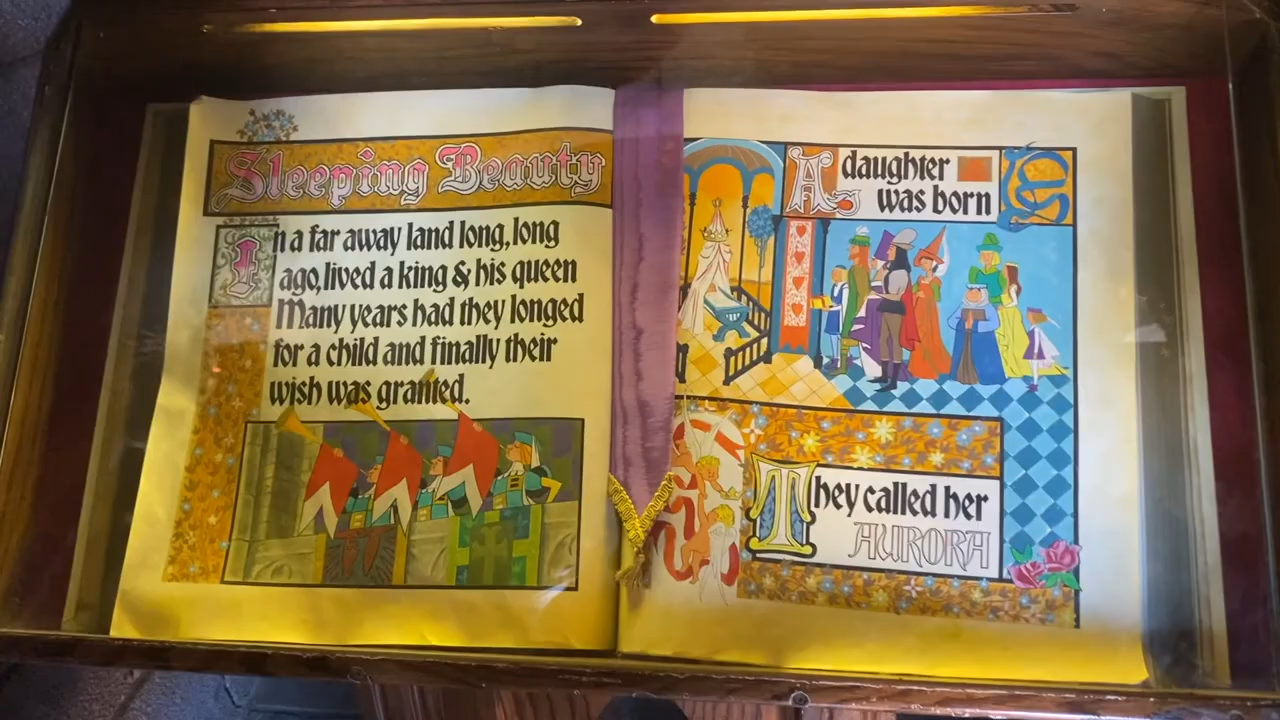 Sleeping Beauty
In a far away land long, long
ago, lived a king & his queen
Many years had they longed
for a child and finally their
wish was granted.
A daughter
was born
They called her
AURORA